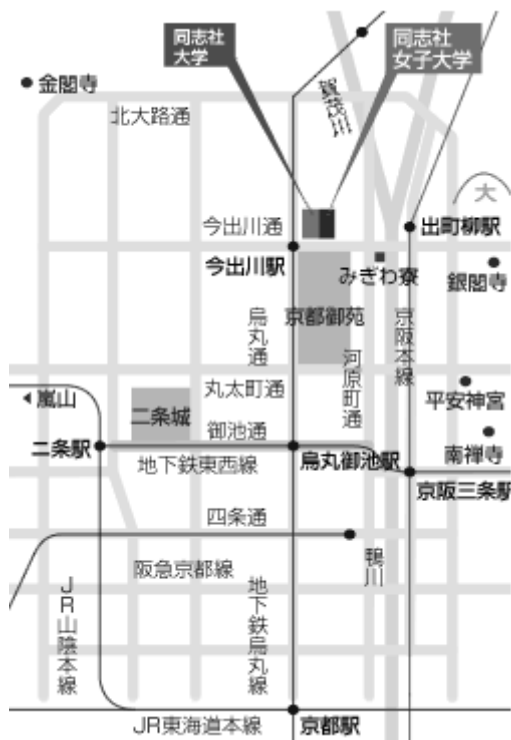 同志社
大学
同志社
女子大学
金閣寺
北大路通
賀茂川
大
今出川通
出町柳駅
今出川駅
みぎわ寮
銀閣寺
烏丸通
京都御苑
河原町通
京阪本線
丸太町通
嵐山
二条城
平安神宮
御池通
二条駅
烏丸御池駅
南禅寺
地下鉄東西線
京阪三条駅
四条通
鴨川
阪急京都線
JR山陰本線
地下鉄烏丸線
JR東海道本線
京都駅